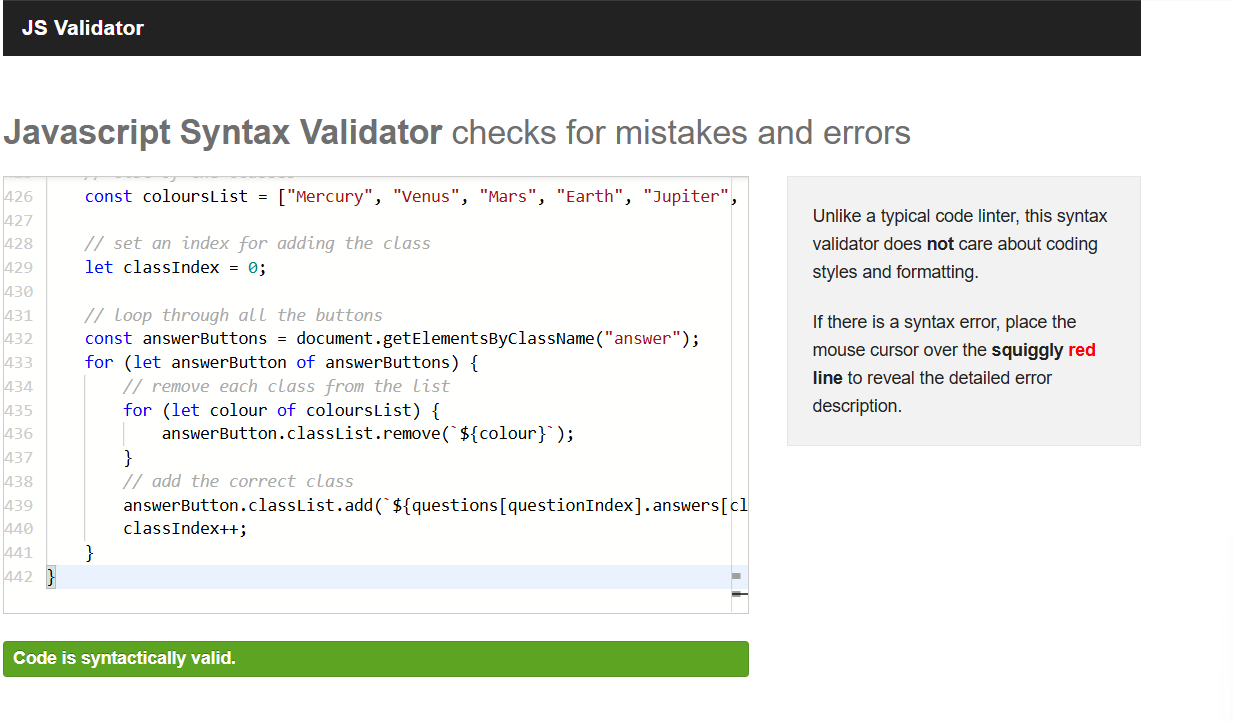 JS Validator
Javascript Syntax Validator checks for mistakes and errors
426 const coloursList = ["Mercury", "Venus", "Mars", "Earth", "Jupiter",
427
428 // set an index for adding the class
429 let classIndex = 0;
430
431 // loop through all the buttons
432 const answerButtons = document.getElementsByClassName("answer");
433 for (let answerButton of answerButtons) {
434 // remove each class from the list
435 for (let colour of coloursList) {
436 answerButton.classList.remove(`${colour}`);
437 }
438 // add the correct class
439 answerButton.classList.add(`${questions[questionIndex].answers[cl
440 classIndex++;
441 }
442 }
Code is syntactically valid.
Unlike a typical code linter, this syntax
validator does not care about coding
styles and formatting.
If there is a syntax error, place the
mouse cursor over the squiggly red
line to reveal the detailed error
description.